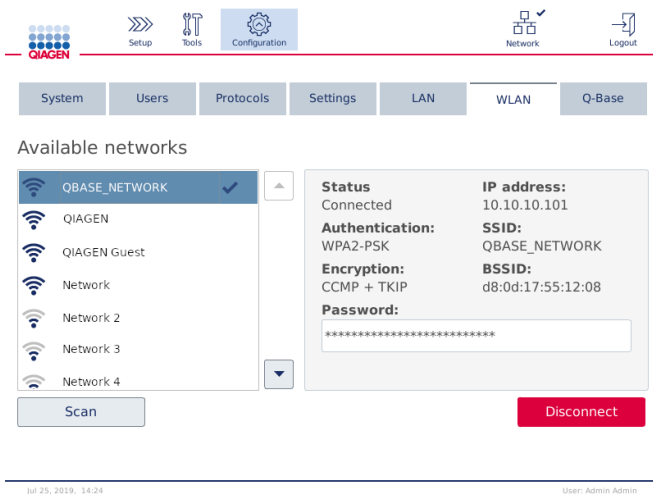 QIAGEN
Setup
Tools
Configuration
Network
Logout
System
Users
Protocols
Settings
LAN
WLAN
Q-Base
Available networks
QBASE_NETWORK
QIAGEN
QIAGEN Guest
Network
Network 2
Network 3
Network 4
Scan
Status
Connected
Authentication:
WPA2-PSK
Encryption:
CCMP + TKIP
IP address:
10.10.10.101
SSID:
QBASE_NETWORK
BSSID:
d8:0d:17:55:12:08
Password:
**************************
Disconnect
Jul 25, 2019, 14:24
User: Admin Admin